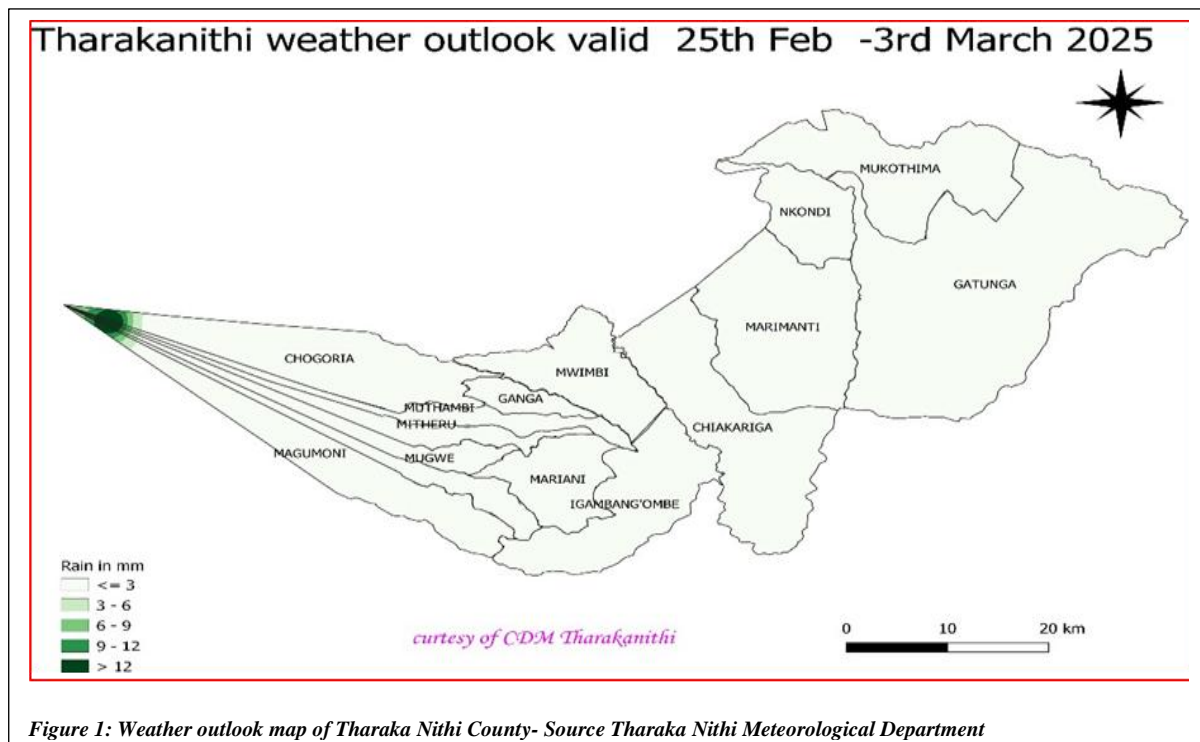 Tharakanithi weather outlook valid 25th Feb -3rd March 2025
MUKOTHIMA
NKONDI
GATUNGA
MARIMANTI
CHOGORIA
MWIMBI
GANGA
MUTHAMBI
MITHERU
CHIAKARIGA
MAGUMONI
MUGWE
MARIANI
IGAMBANG'OMBE
Rain in mm
<= 3
3 - 6
6 - 9
9 - 12
> 12
curtesy of CDM Tharakanithi
0 10 20 km
Figure 1: Weather outlook map of Tharaka Nithi County- Source Tharaka Nithi Meteorological Department